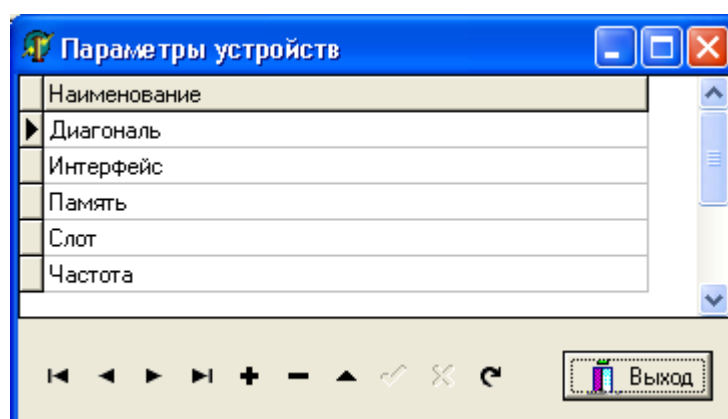 Параметры устройств
Наименование
Диагональ
Интерфейс
Память
Слот
Частота
Выход